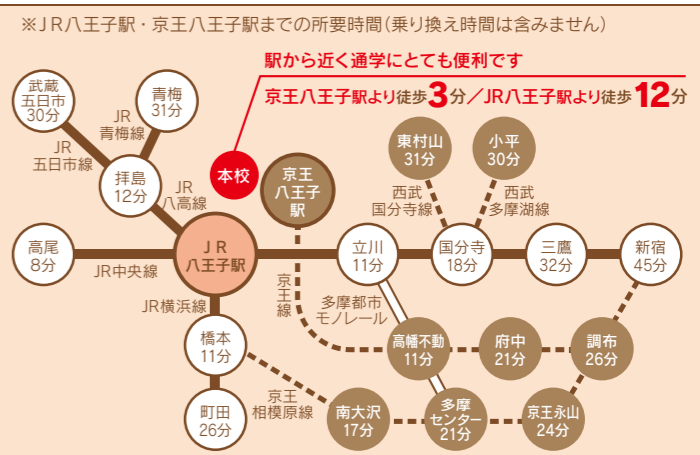 ※JR八王子駅・京王八王子駅までの所要時間（乗り換え時間は含みません）
駅から近く通学にとても便利です
京王八王子駅より徒歩3分／JR八王子駅より徒歩12分
武蔵
五日市
30分
青梅
31分
JR
青梅線
JR
五日市線
拝島
12分
JR
八高線
本校
京王
八王子
駅
東村山
31分
小平
30分
西武
国分寺線
西武
多摩湖線
高尾
8分
JR中央線
JR
八王子駅
立川
11分
国分寺
18分
三鷹
32分
新宿
45分
京王線
多摩都市
モノレール
JR横浜線
橋本
11分
高幡不動
11分
府中
21分
調布
26分
京王
相模原線
町田
26分
南大沢
17分
多摩
センター
21分
京王永山
24分